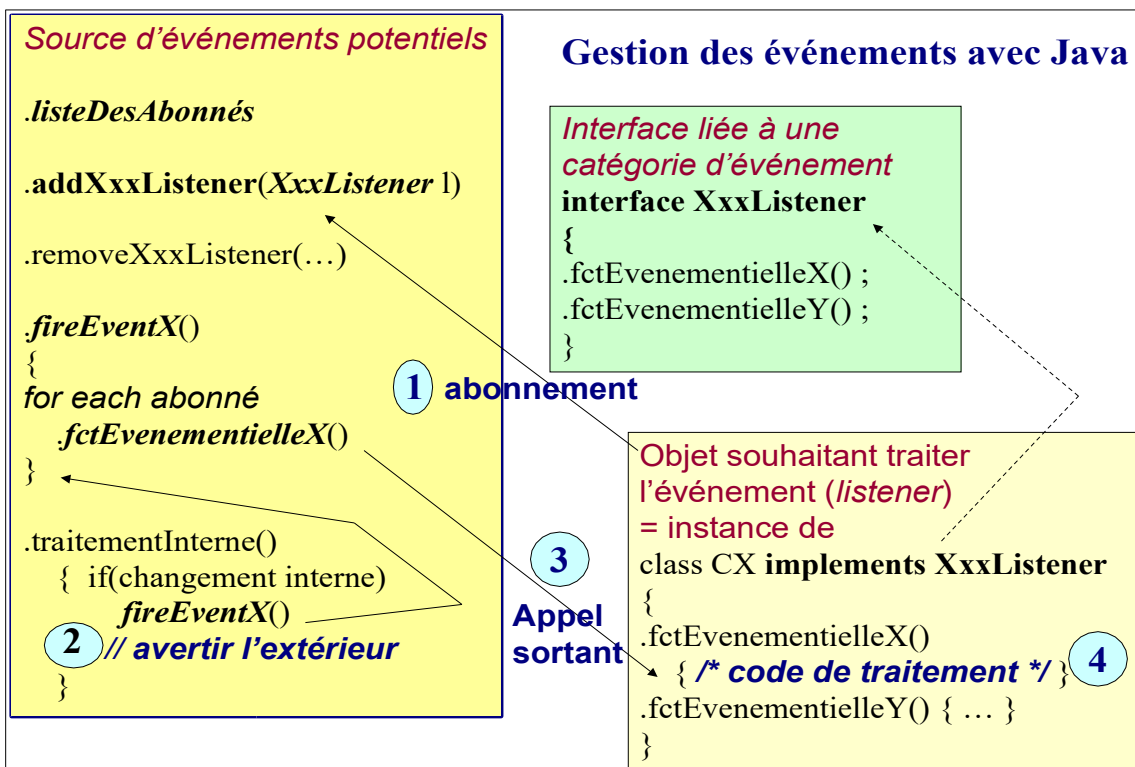 Source d’événements potentiels
.listeDesAbonnés
.addXxxListener(XxxListener l)
.removeXxxListener(…)
.fireEventX()
{
for each abonné
.fctEvenementielleX()
}
.traitementInterne()
{ if(changement interne)
fireEventX()
2 // avertir l’extérieur
}
Gestion des événements avec Java
Interface liée à une
catégorie d’événement
interface XxxListener
{
.fctEvenementielleX() ;
.fctEvenementielleY() ;
}
1 abonnement
3
Appel
sortant
Objet souhaitant traiter
l’événement (listener)
= instance de
class CX implements XxxListener
{
.fctEvenementielleX()
{ /* code de traitement */ } 4
.fctEvenementielleY() { … }
}